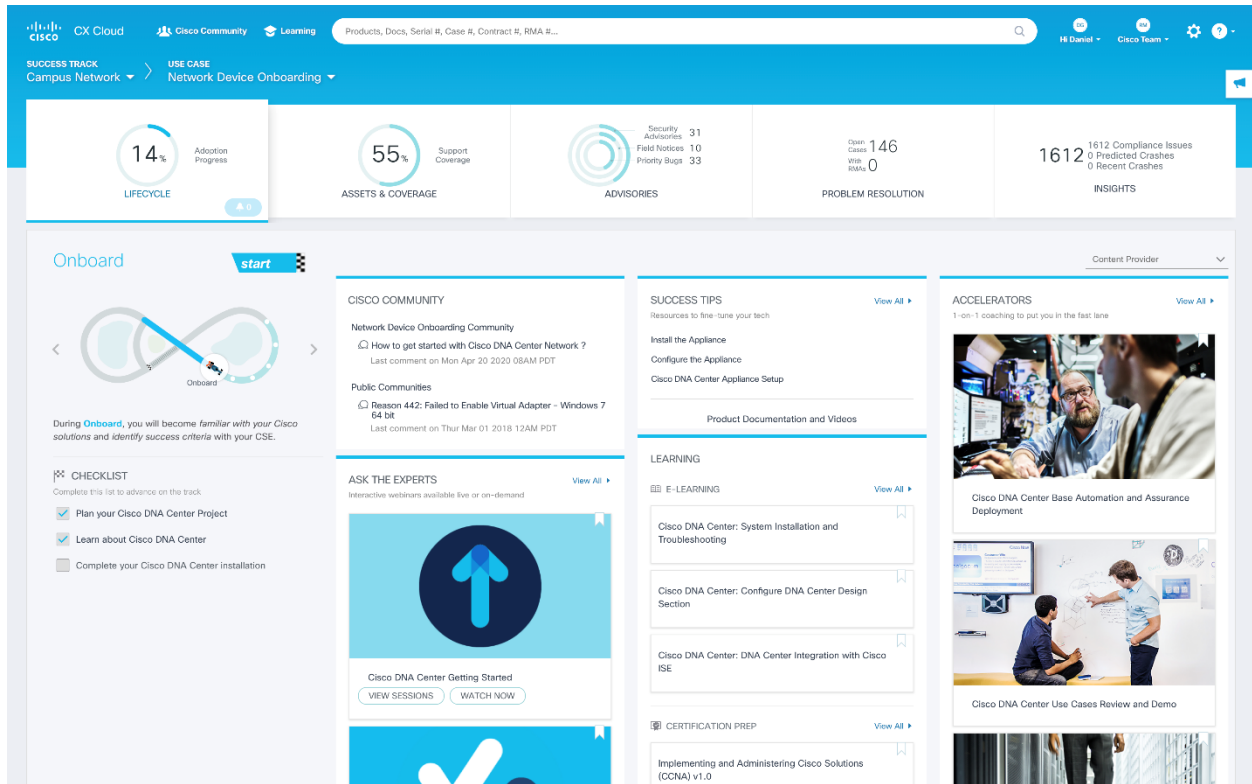 CISCO
CX Cloud
Cisco Community
Learning
Products, Docs, Serial #, Case #, Contract #, RMA #...
DG
Hi Daniel
RM
Cisco Team
?
SUCCESS TRACK
Campus Network
USE CASE
Network Device Onboarding
14%
Adoption
Progress
LIFECYCLE
0
55%
Support
Coverage
ASSETS & COVERAGE
Security
Advisories 31
Field Notices 10
Priority Bugs 33
ADVISORIES
Open
Cases 146
With
RMAs 0
PROBLEM RESOLUTION
1612
1612 Compliance Issues
0 Predicted Crashes
0 Recent Crashes
INSIGHTS
Onboard
start
Onboard
During Onboard, you will become familiar with your Cisco
solutions and identify success criteria with your CSE.
CHECKLIST
Complete this list to advance on the track
Plan your Cisco DNA Center Project
Learn about Cisco DNA Center
Complete your Cisco DNA Center installation
Content Provider
CISCO COMMUNITY
Network Device Onboarding Community
How to get started with Cisco DNA Center Network ?
Last comment on Mon Apr 20 2020 08AM PDT
Public Communities
Reason 442: Failed to Enable Virtual Adapter - Windows 7
64 bit
Last comment on Thur Mar 01 2018 12AM PDT
ASK THE EXPERTS
View All
Interactive webinars available live or on-demand
Cisco DNA Center Getting Started
VIEW SESSIONS
WATCH NOW
SUCCESS TIPS
View All
Resources to fine-tune your tech
Install the Appliance
Configure the Appliance
Cisco DNA Center Appliance Setup
Product Documentation and Videos
LEARNING
E-LEARNING
View All
Cisco DNA Center: System Installation and
Troubleshooting
Cisco DNA Center: Configure DNA Center Design
Section
Cisco DNA Center: DNA Center Integration with Cisco
ISE
CERTIFICATION PREP
View All
Implementing and Administering Cisco Solutions
(CCNA) v1.0
ACCELERATORS
View All
1-on-1 coaching to put you in the fast lane
Cisco DNA Center Base Automation and Assurance
Deployment
Cisco DNA Center Use Cases Review and Demo